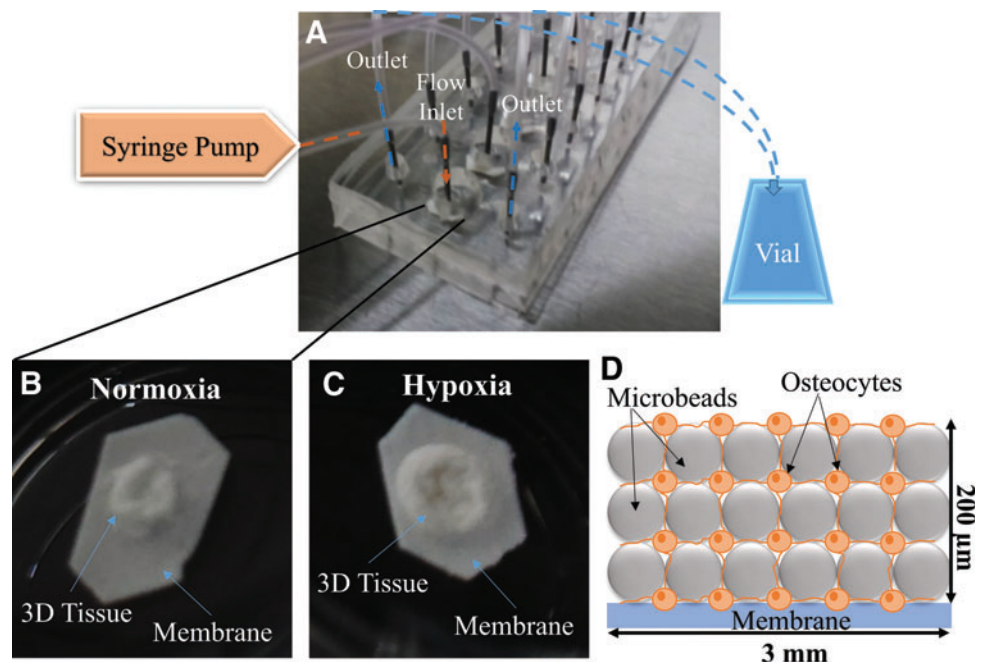 A
Outlet
Flow
Inlet
Outlet
Syringe Pump
Vial
B
Normoxia
3D Tissue
Membrane
C
Hypoxia
3D Tissue
Membrane
D
Microbeads
Osteocytes
200 μm
Membrane
3 mm